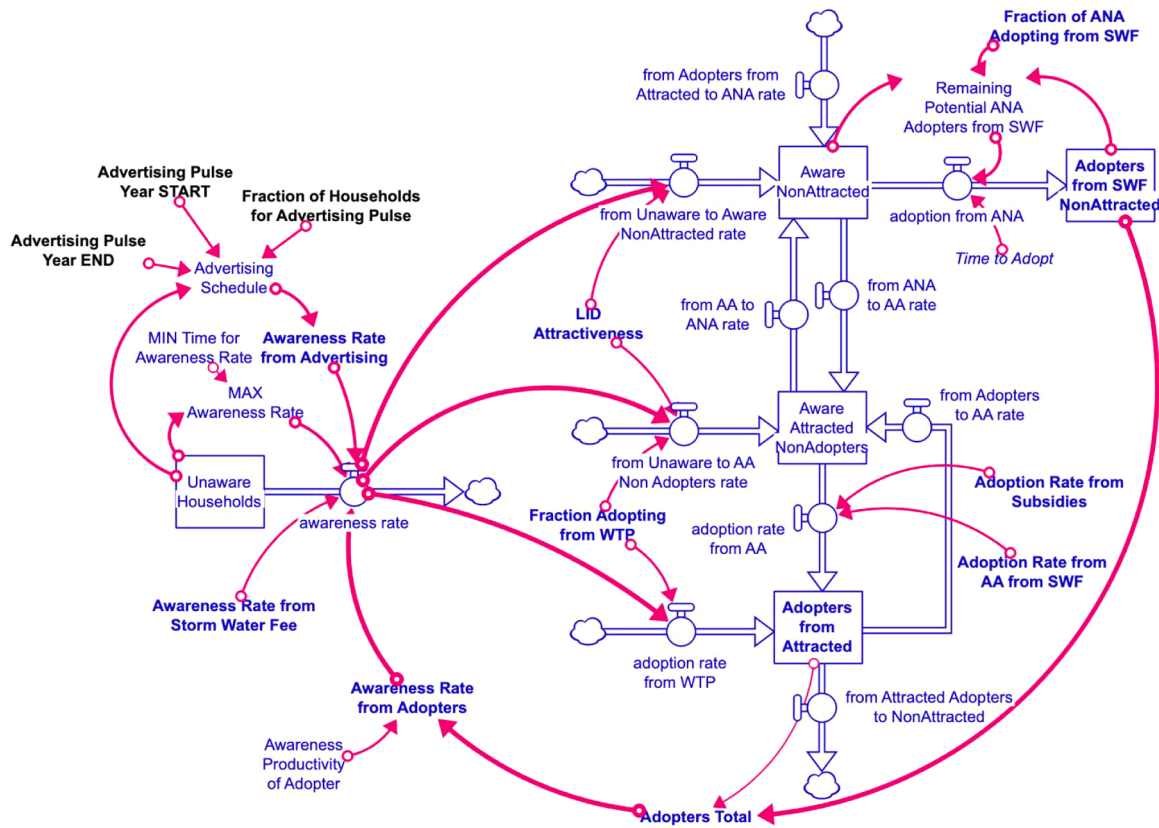 Fraction of ANA
Adopting from SWF
from Adopters from
Attracted to ANA rate
Remaining
Potential ANA
Adopters from SWF
Aware
NonAttracted
Adopters
from SWF
NonAttracted
Advertising Pulse
Year START
Fraction of Households
for Advertising Pulse
from Unaware to Aware
NonAttracted rate
adoption from ANA
Time to Adopt
Advertising Pulse
Year END
Advertising
Schedule
from AA to
ANA rate
from ANA
to AA rate
LID
Attractiveness
MIN Time for
Awareness Rate
Awareness Rate
from Advertising
MAX
Awareness Rate
Aware
Attracted
NonAdopters
from Adopters
to AA rate
from Unaware to AA
Non Adopters rate
Unaware
Households
awareness rate
Adoption Rate from
Subsidies
Fraction Adopting
from WTP
adoption rate
from AA
Adoption Rate from
AA from SWF
Awareness Rate from
Storm Water Fee
Adopters
from
Attracted
adoption rate
from WTP
Awareness Rate
from Adopters
from Attracted Adopters
to NonAttracted
Awareness
Productivity
of Adopter
Adopters Total